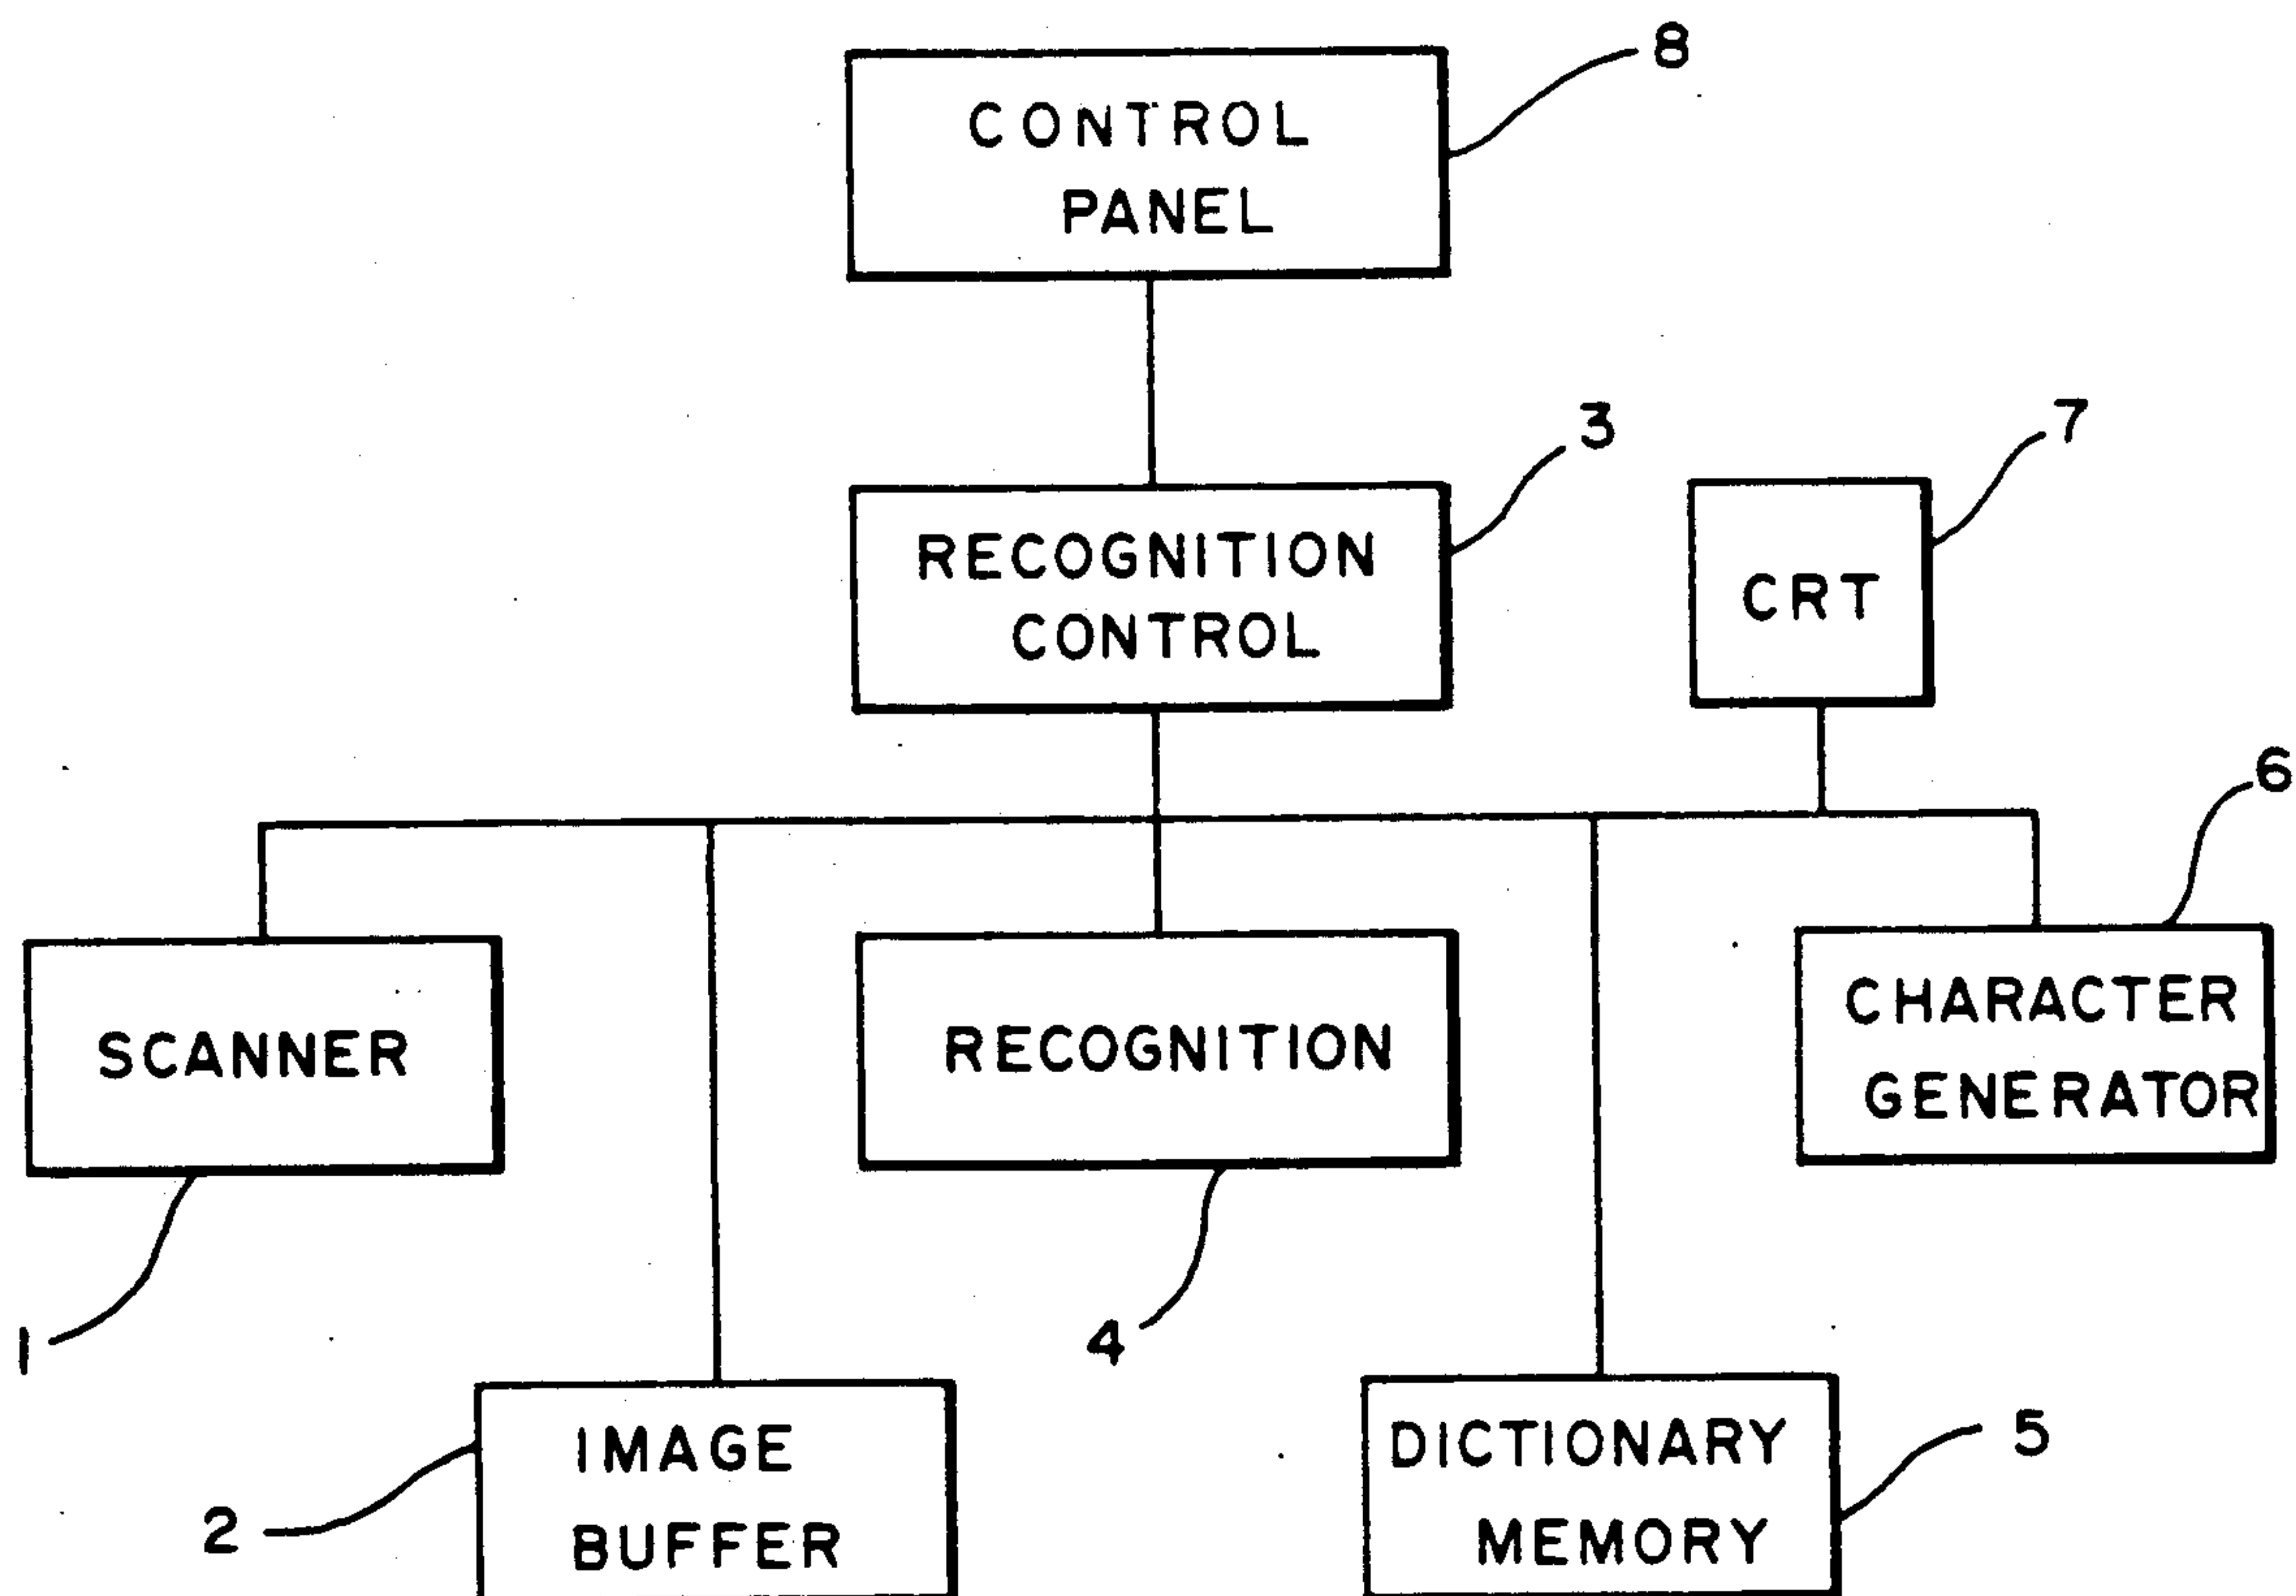 8
CONTROL
PANEL
3
7
RECOGNITION
CONTROL
CRT
6
SCANNER
RECOGNITION
CHARACTER
GENERATOR
1
4
IMAGE
BUFFER
2
DICTIONARY
MEMORY
5